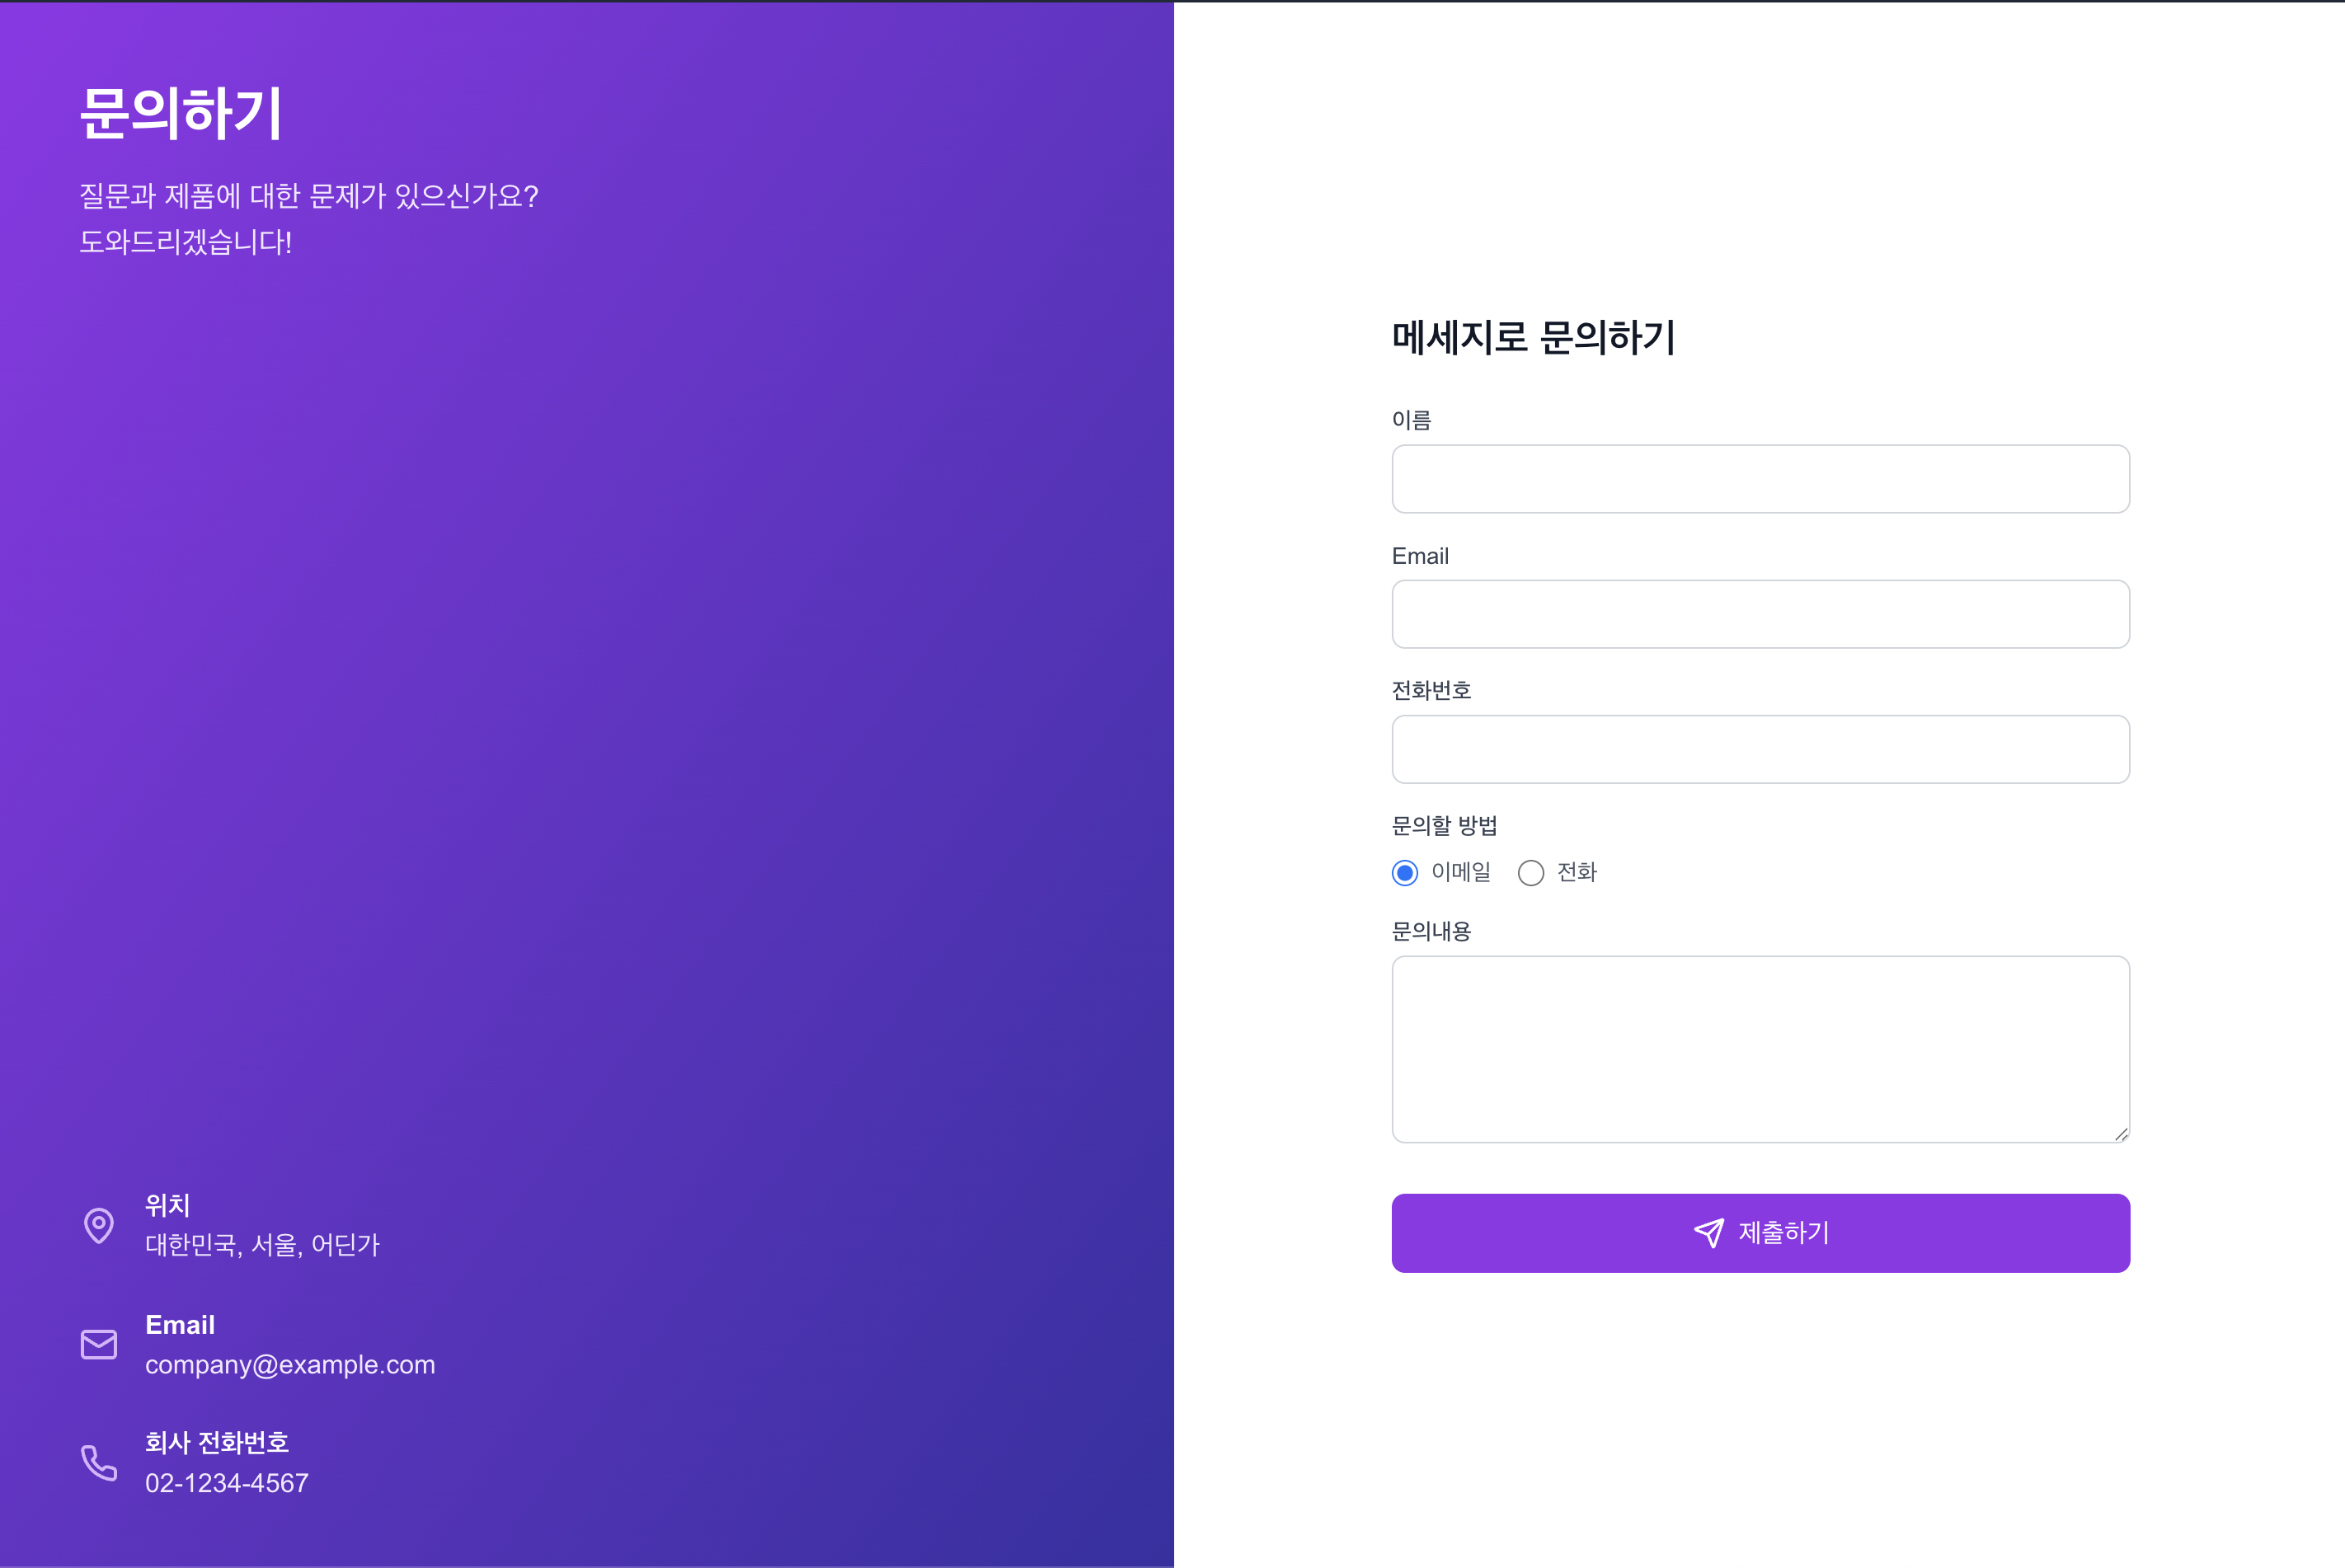 문의하기
질문과 제품에 대한 문제가 있으신가요?
도와드리겠습니다!
위치
대한민국, 서울, 어딘가
Email
company@example.com
회사 전화번호
02-1234-4567
메세지로 문의하기
이름
Email
전화번호
문의할 방법
이메일 전화
문의내용
제출하기